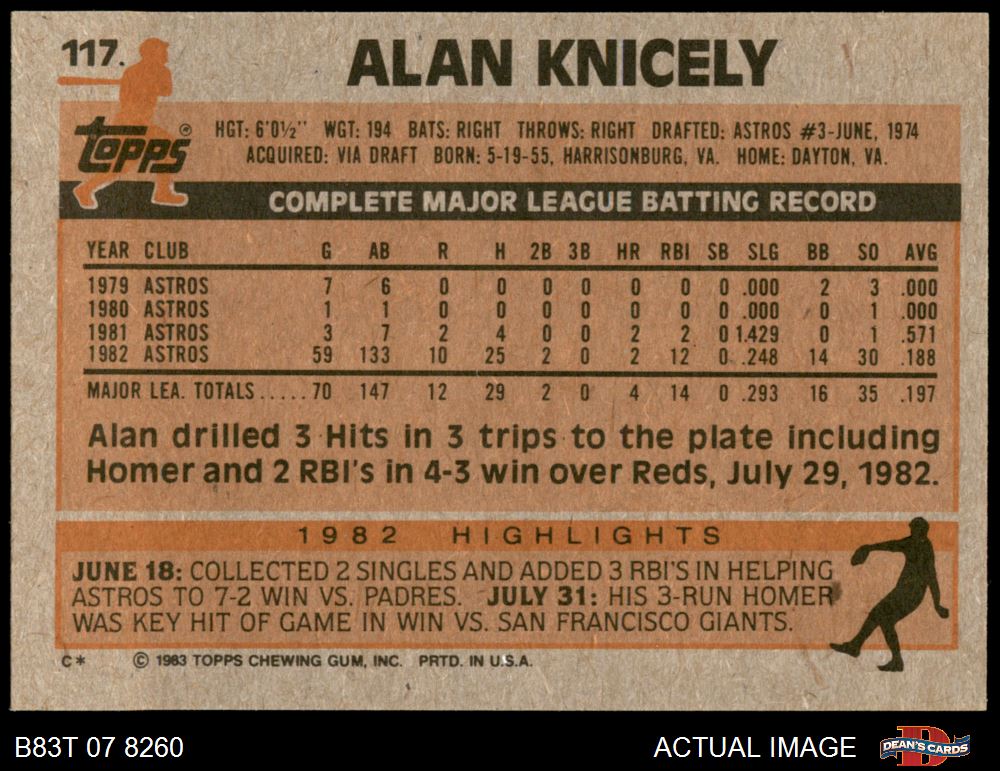 117.
ALAN KNICELY
topps ®
HGT: 6'0½" WGT: 194 BATS: RIGHT THROWS: RIGHT DRAFTED: ASTROS #3-JUNE, 1974
ACQUIRED: VIA DRAFT BORN: 5-19-55, HARRISONBURG, VA. HOME: DAYTON, VA.
COMPLETE MAJOR LEAGUE BATTING RECORD
YEAR CLUB G AB R H 2B 3B HR RBI SB SLG BB SO AVG
1979 ASTROS 7 6 0 0 0 0 0 0 0 .000 2 3 .000
1980 ASTROS 1 1 0 0 0 0 0 0 0 .000 0 1 .000
1981 ASTROS 3 7 2 4 0 0 2 2 0 1.429 0 1 .571
1982 ASTROS 59 133 10 25 2 0 2 12 0 .248 14 30 .188
MAJOR LEA. TOTALS.....70 147 12 29 2 0 4 14 0 .293 16 35 .197
Alan drilled 3 Hits in 3 trips to the plate including
Homer and 2 RBI's in 4-3 win over Reds, July 29, 1982.
1982 HIGHLIGHTS
JUNE 18: COLLECTED 2 SINGLES AND ADDED 3 RBI'S IN HELPING
ASTROS TO 7-2 WIN VS. PADRES. JULY 31: HIS 3-RUN HOMER
WAS KEY HIT OF GAME IN WIN VS. SAN FRANCISCO GIANTS.
C* © 1983 TOPPS CHEWING GUM, INC. PRTD. IN U.S.A.
B83T 07 8260 ACTUAL IMAGE D DEAN'S CARDS